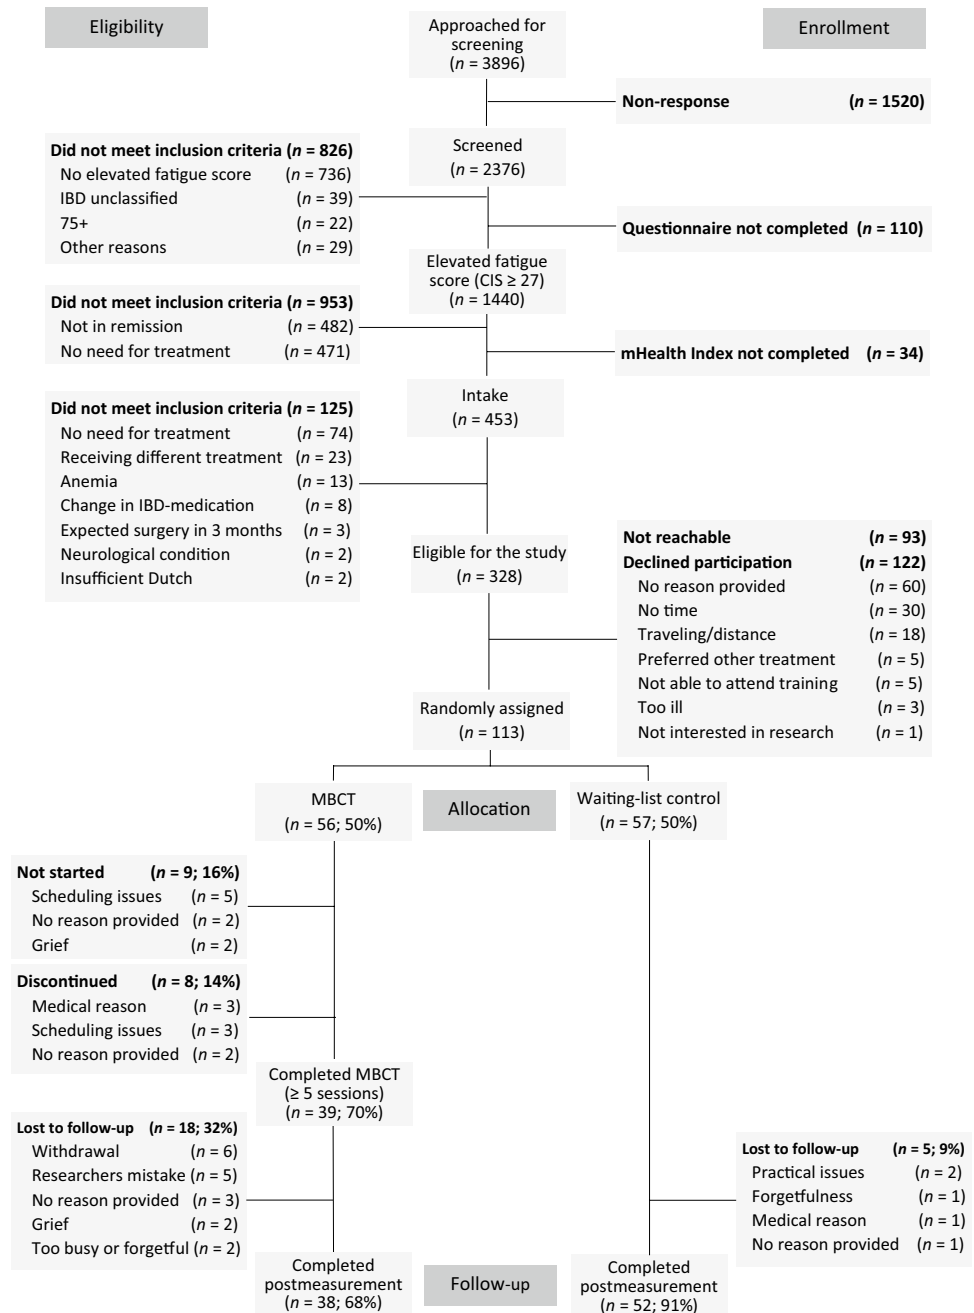 Eligibility
Approached for
screening
(n = 3896)
Enrollment
Non-response (n = 1520)
Did not meet inclusion criteria (n = 826)
No elevated fatigue score (n = 736)
IBD unclassified (n = 39)
75+ (n = 22)
Other reasons (n = 29)
Screened
(n = 2376)
Questionnaire not completed (n = 110)
Elevated fatigue
score (CIS ≥ 27)
(n = 1440)
Did not meet inclusion criteria (n = 953)
Not in remission (n = 482)
No need for treatment (n = 471)
mHealth Index not completed (n = 34)
Intake
(n = 453)
Did not meet inclusion criteria (n = 125)
No need for treatment (n = 74)
Receiving different treatment (n = 23)
Anemia (n = 13)
Change in IBD-medication (n = 8)
Expected surgery in 3 months (n = 3)
Neurological condition (n = 2)
Insufficient Dutch (n = 2)
Eligible for the study
(n = 328)
Not reachable (n = 93)
Declined participation (n = 122)
No reason provided (n = 60)
No time (n = 30)
Traveling/distance (n = 18)
Preferred other treatment (n = 5)
Not able to attend training (n = 5)
Too ill (n = 3)
Not interested in research (n = 1)
Randomly assigned
(n = 113)
MBCT
(n = 56; 50%)
Allocation
Waiting-list control
(n = 57; 50%)
Not started (n = 9; 16%)
Scheduling issues (n = 5)
No reason provided (n = 2)
Grief (n = 2)
Discontinued (n = 8; 14%)
Medical reason (n = 3)
Scheduling issues (n = 3)
No reason provided (n = 2)
Completed MBCT
(≥ 5 sessions)
(n = 39; 70%)
Lost to follow-up (n = 18; 32%)
Withdrawal (n = 6)
Researchers mistake (n = 5)
No reason provided (n = 3)
Grief (n = 2)
Too busy or forgetful (n = 2)
Lost to follow-up (n = 5; 9%)
Practical issues (n = 2)
Forgetfulness (n = 1)
Medical reason (n = 1)
No reason provided (n = 1)
Completed
postmeasurement
(n = 38; 68%)
Follow-up
Completed
postmeasurement
(n = 52; 91%)